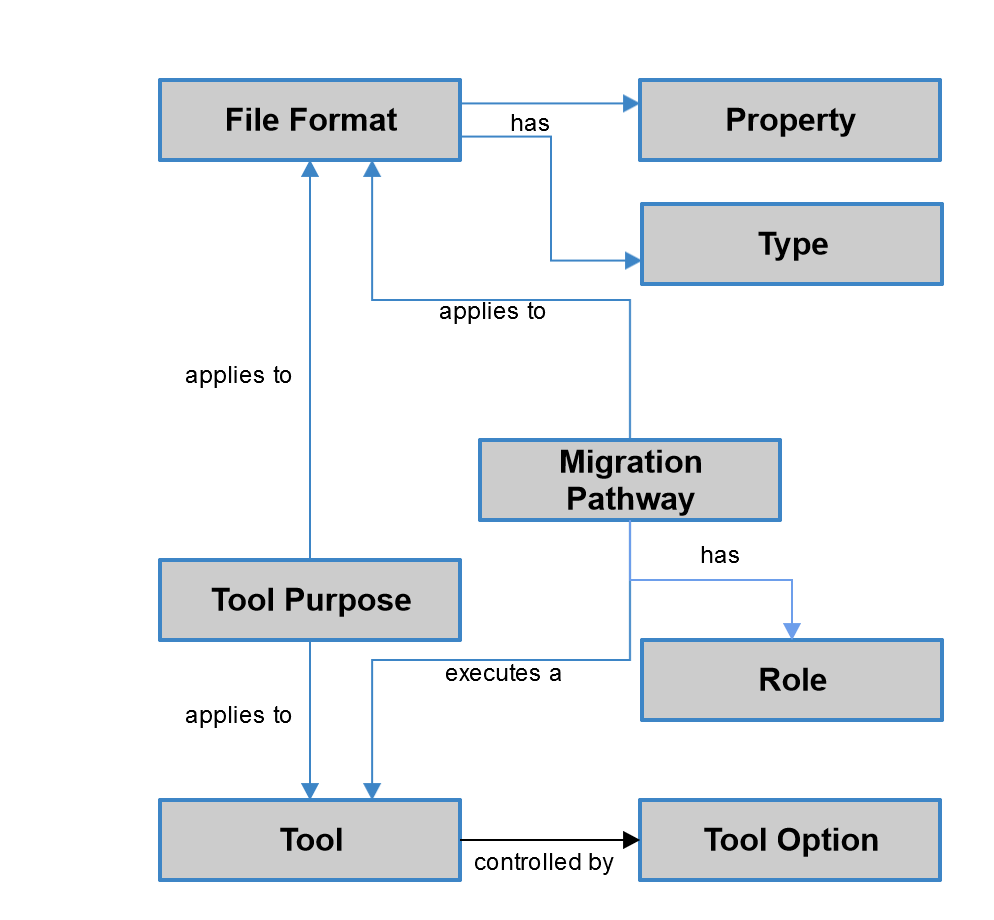 File Format
has
Property
Type
applies to
applies to
Migration
Pathway
has
Tool Purpose
executes a
Role
applies to
Tool
controlled by
Tool Option